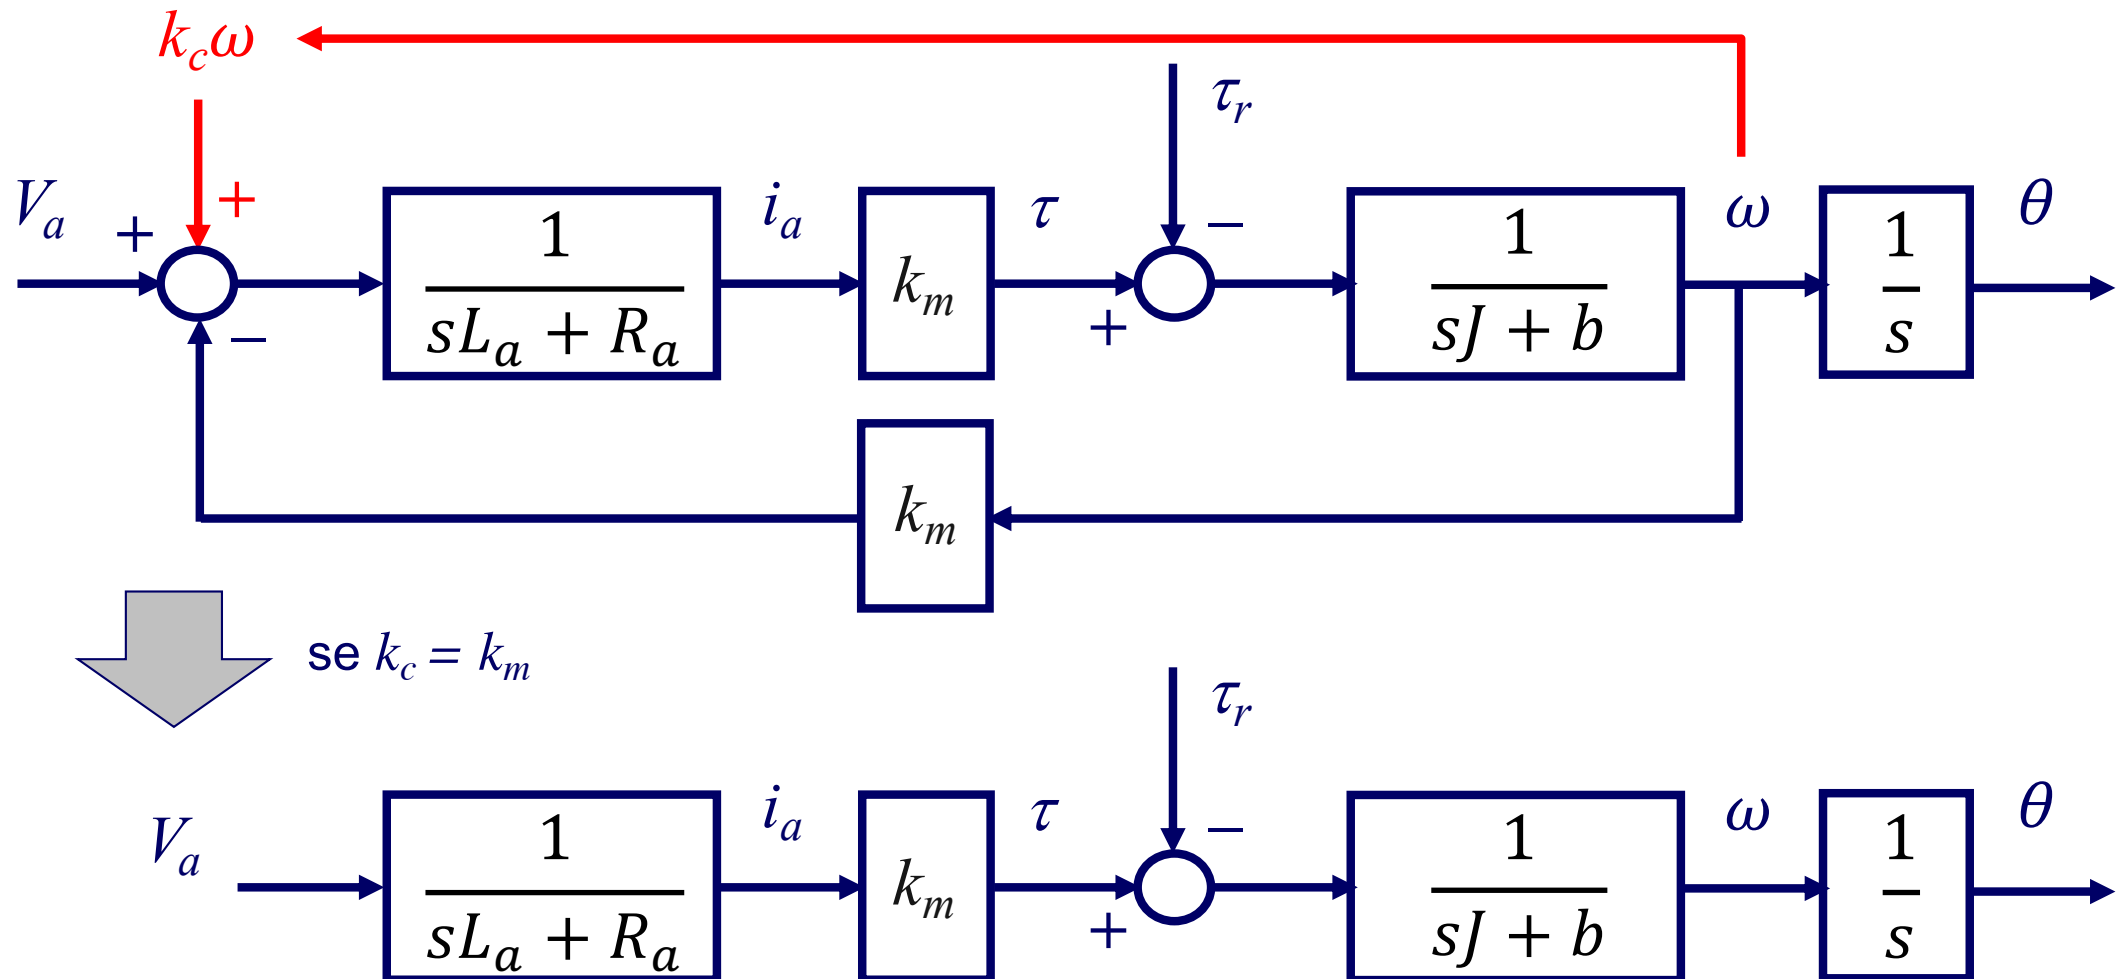 k_c ω
τ_r
V_a + + 1/(sL_a + R_a) i_a k_m τ + − 1/(sJ + b) ω 1/s θ
− k_m
se k_c = k_m
τ_r
V_a 1/(sL_a + R_a) i_a k_m τ + − 1/(sJ + b) ω 1/s θ